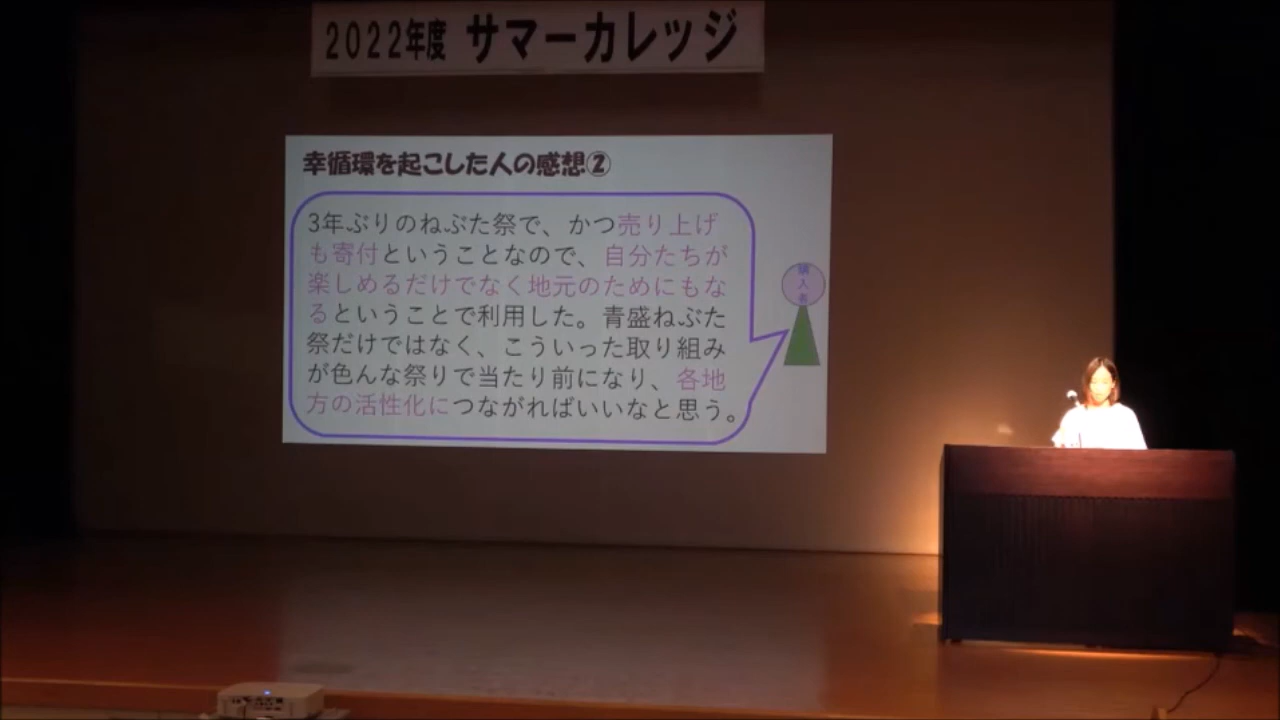 2022年度 サマーカレッジ
幸循環を起こした人の感想②
3年ぶりのねぶた祭で、かつ売り上げ
も寄付ということなので、自分たちが
楽しめるだけでなく地元のためにもな
るということで利用した。青盛ねぶた
祭だけではなく、こういった取り組み
が色んな祭りで当たり前になり、各地
方の活性化につながればいいなと思う。
購入者